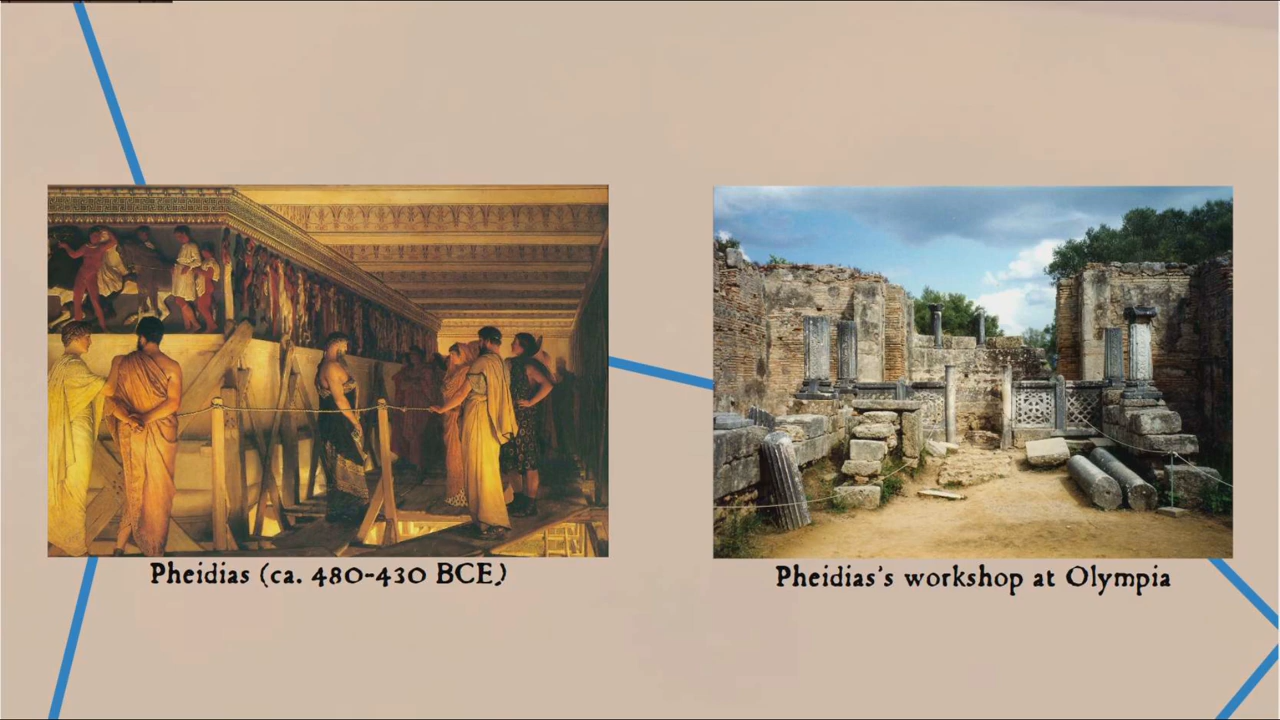 Pheidias (ca. 480-430 BCE)
Pheidias's workshop at Olympia